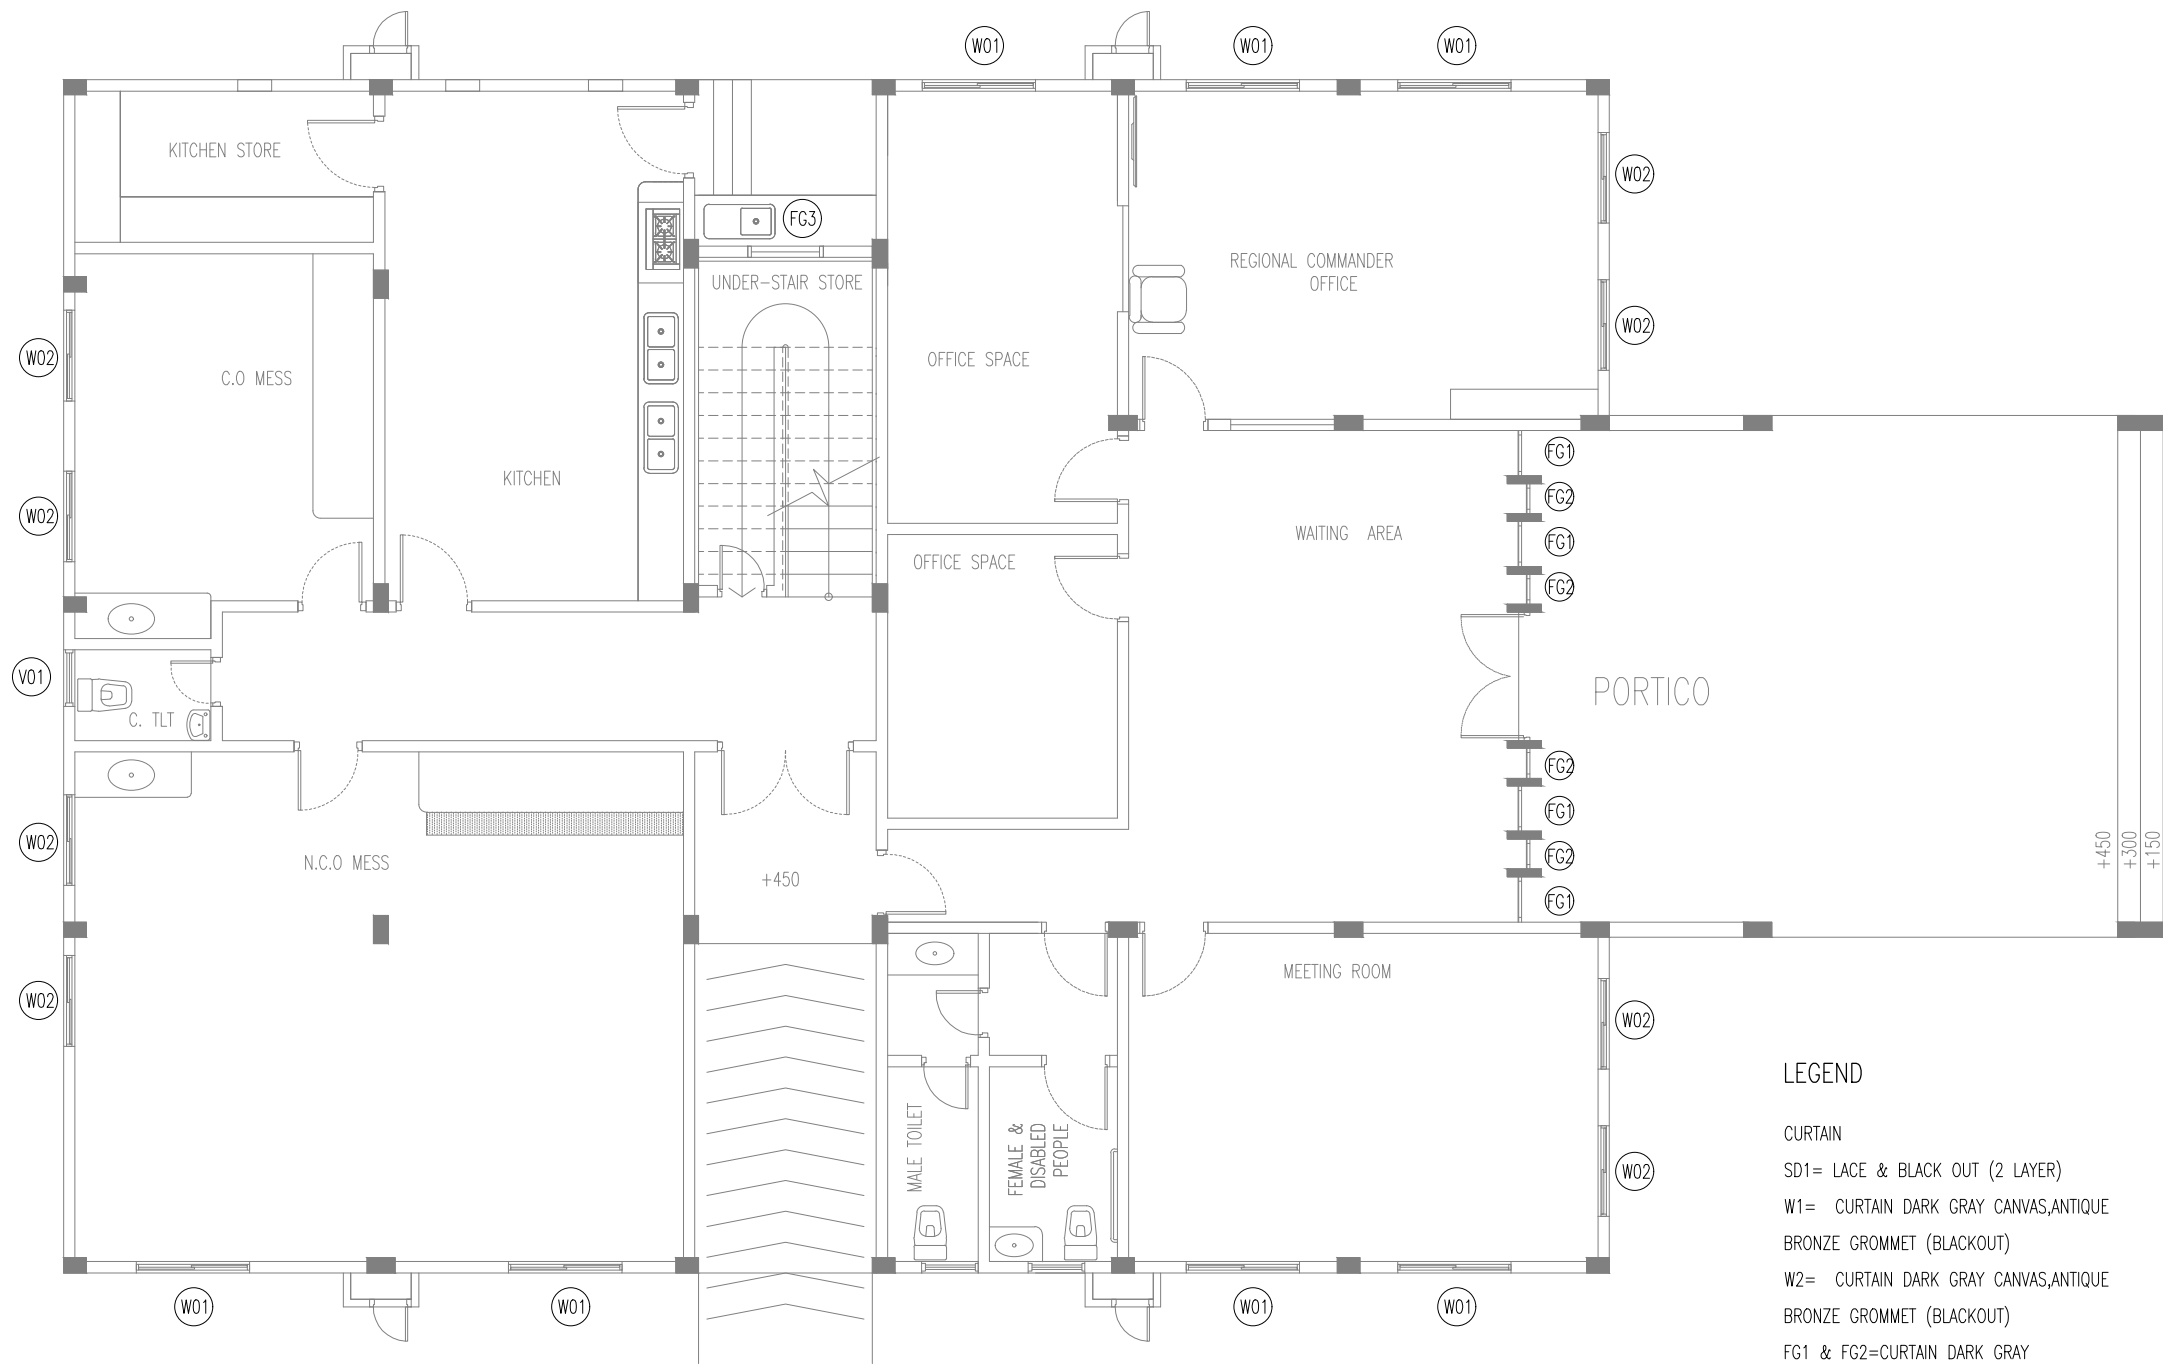 W01
W01
W01
KITCHEN STORE
W02
FG3
REGIONAL COMMANDER
OFFICE
UNDER-STAIR STORE
W02
W02
OFFICE SPACE
C.O MESS
FG1
KITCHEN
FG2
W02
WAITING AREA
FG1
OFFICE SPACE
FG2
V01
PORTICO
C. TLT
FG2
FG1
W02
+450
+300
+150
FG2
N.C.O MESS
+450
FG1
MEETING ROOM
W02
W02
LEGEND
MALE TOILET
FEMALE &
DISABLED
PEOPLE
CURTAIN
SD1= LACE & BLACK OUT (2 LAYER)
W02
W1= CURTAIN DARK GRAY CANVAS,ANTIQUE
BRONZE GROMMET (BLACKOUT)
W2= CURTAIN DARK GRAY CANVAS,ANTIQUE
BRONZE GROMMET (BLACKOUT)
FG1 & FG2=CURTAIN DARK GRAY
W01
W01
W01
W01